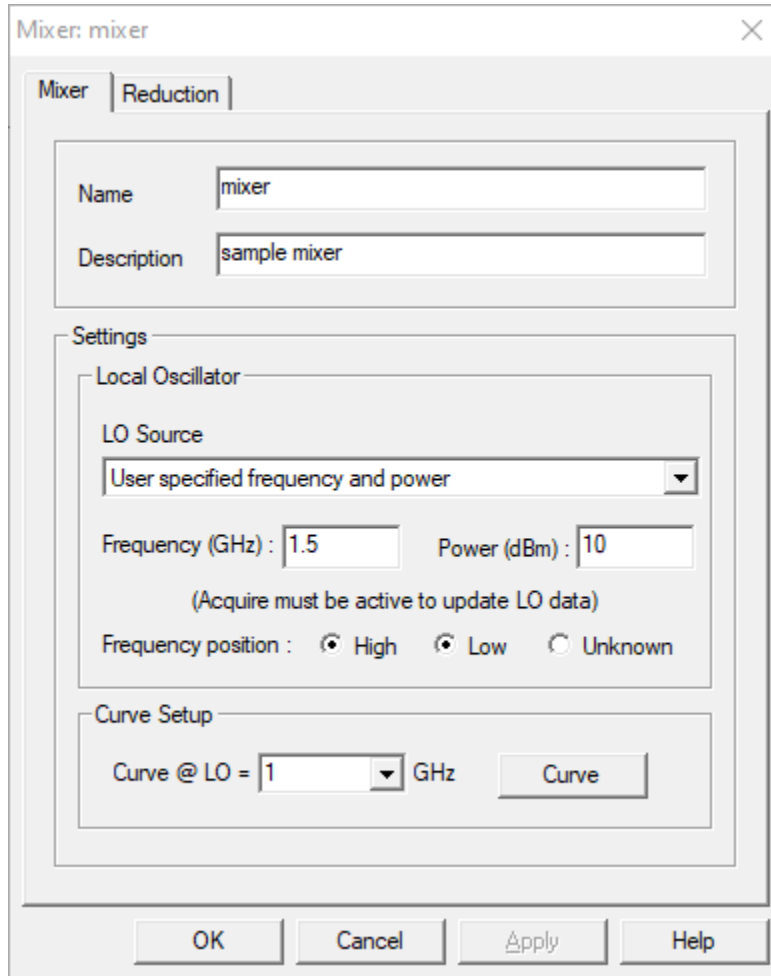 Mixer: mixer
Mixer Reduction
Name mixer
Description sample mixer
Settings
Local Oscillator
LO Source
User specified frequency and power
Frequency (GHz) : 1.5 Power (dBm) : 10
(Acquire must be active to update LO data)
Frequency position : High Low Unknown
Curve Setup
Curve @ LO = 1 GHz Curve
OK Cancel Apply Help